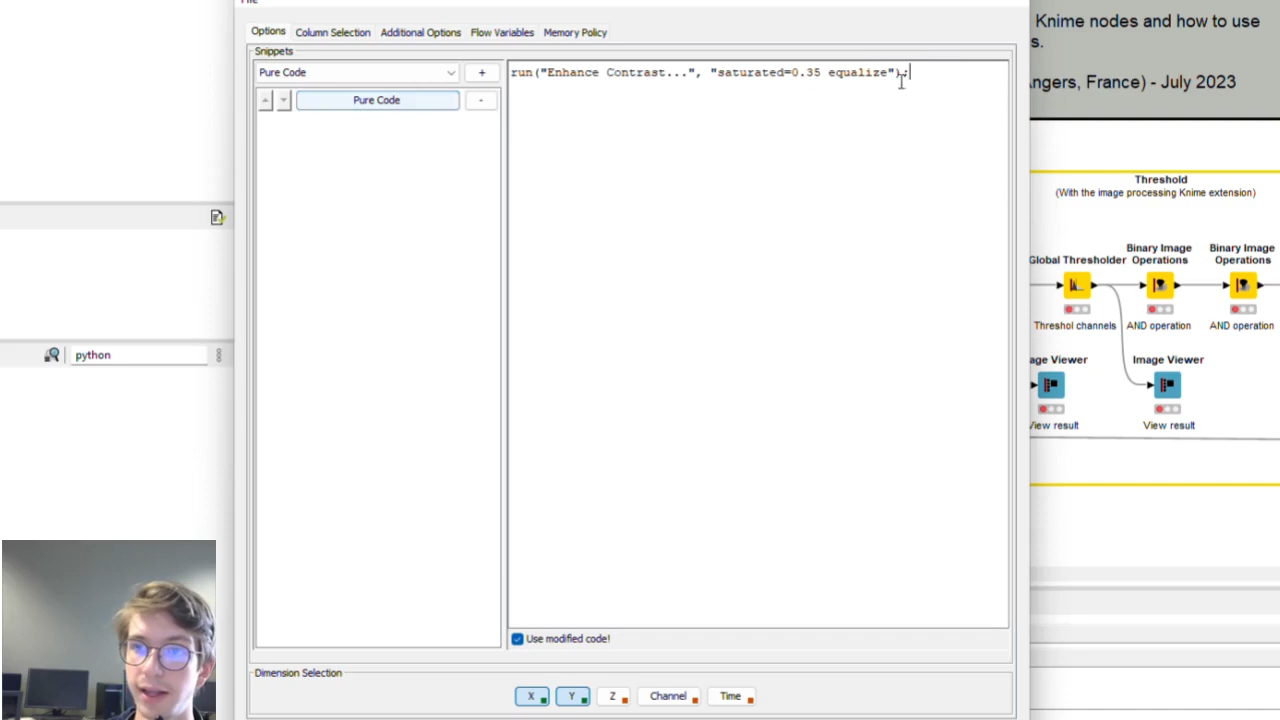 Knime nodes and how to use
s.
Angers, France) - July 2023
Options
Column Selection
Additional Options
Flow Variables
Memory Policy
Snippets
Pure Code
+
run("Enhance Contrast...", "saturated=0.35 equalize");
Pure Code
-
Threshold
(With the image processing Knime extension)
Binary Image
Operations
Binary Image
Operations
Global Thresholder
Threshol channels
AND operation
AND operation
python
age Viewer
Image Viewer
View result
View result
Use modified code!
Dimension Selection
X
Y
Z
Channel
Time